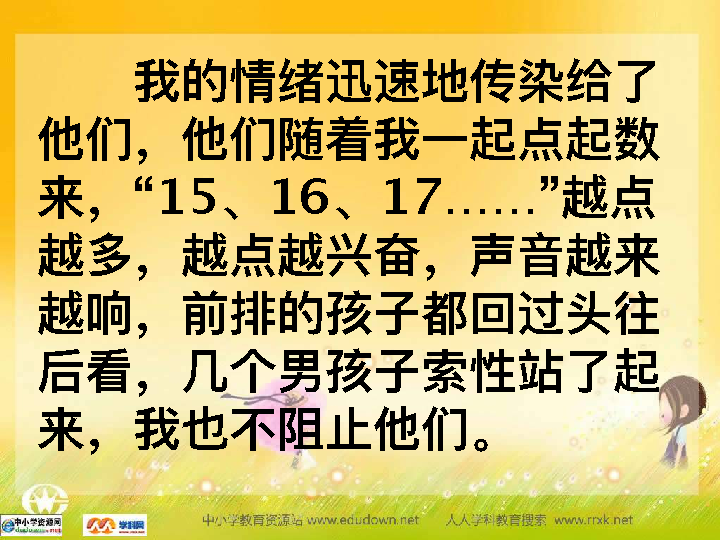 我的情绪迅速地传染给了
他们，他们随着我一起点起数
来，“15、16、17……”越点
越多，越点越兴奋，声音越来
越响，前排的孩子都回过头往
后看，几个男孩子索性站了起
来，我也不阻止他们。
中小学资源网 学科网 中小学教育资源站 www.edudown.net 人人学科教育搜索 www.rrxk.net